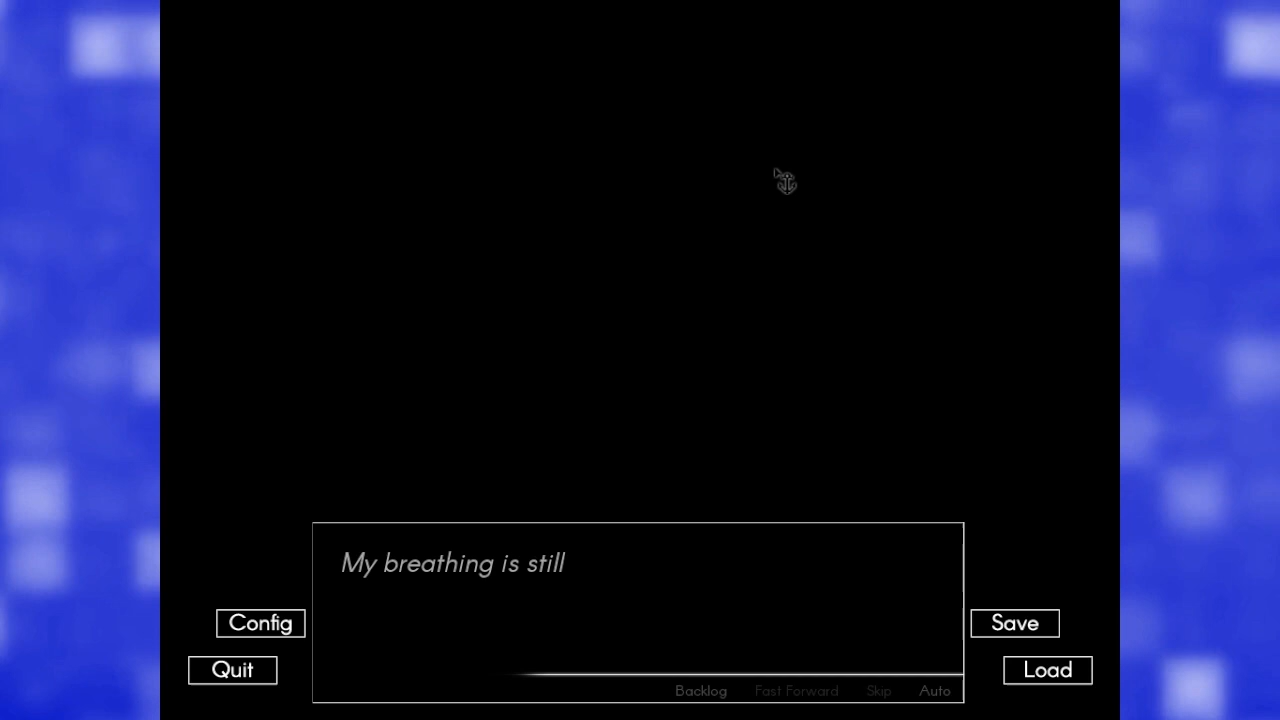 My breathing is still
Config
Save
Quit
Load
Backlog
Fast Forward
Skip
Auto